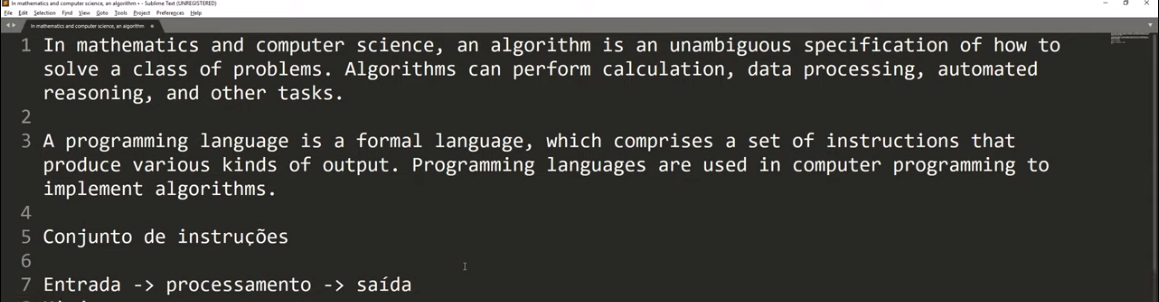 In mathematics and computer science, an algorithm • - Sublime Text (UNREGISTERED)
File Edit Selection Find View Goto Tools Project Preferences Help
In mathematics and computer science, an algorithm
1 In mathematics and computer science, an algorithm is an unambiguous specification of how to
solve a class of problems. Algorithms can perform calculation, data processing, automated
reasoning, and other tasks.
2
3 A programming language is a formal language, which comprises a set of instructions that
produce various kinds of output. Programming languages are used in computer programming to
implement algorithms.
4
5 Conjunto de instruções
6
7 Entrada -> processamento -> saída